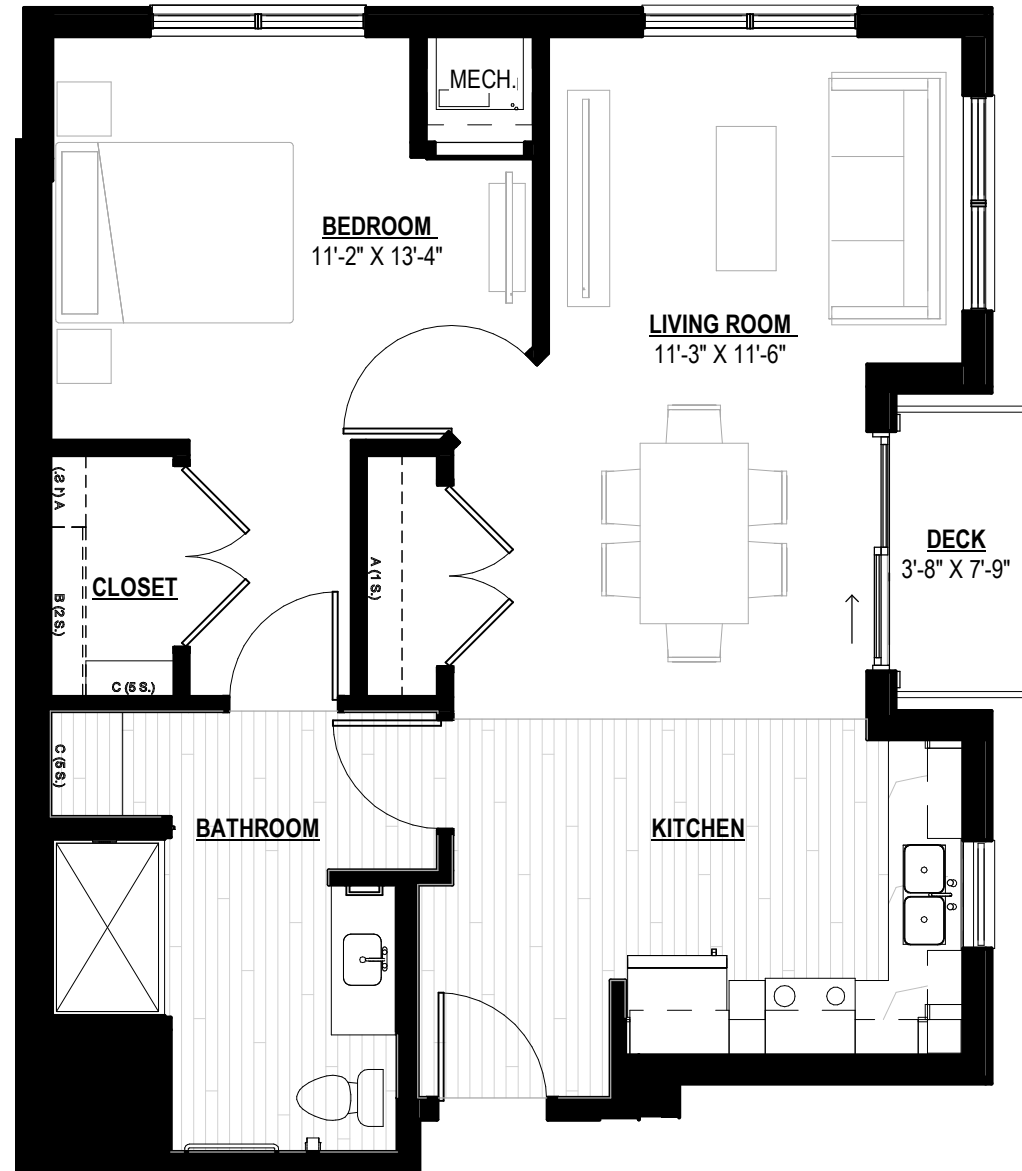 MECH.
BEDROOM
11'-2" X 13'-4"
LIVING ROOM
11'-3" X 11'-6"
DECK
3'-8" X 7'-9"
A (1 S.)
B (2 S.)
CLOSET
C (5 S.)
A (1 S.)
C (5 S.)
BATHROOM
KITCHEN